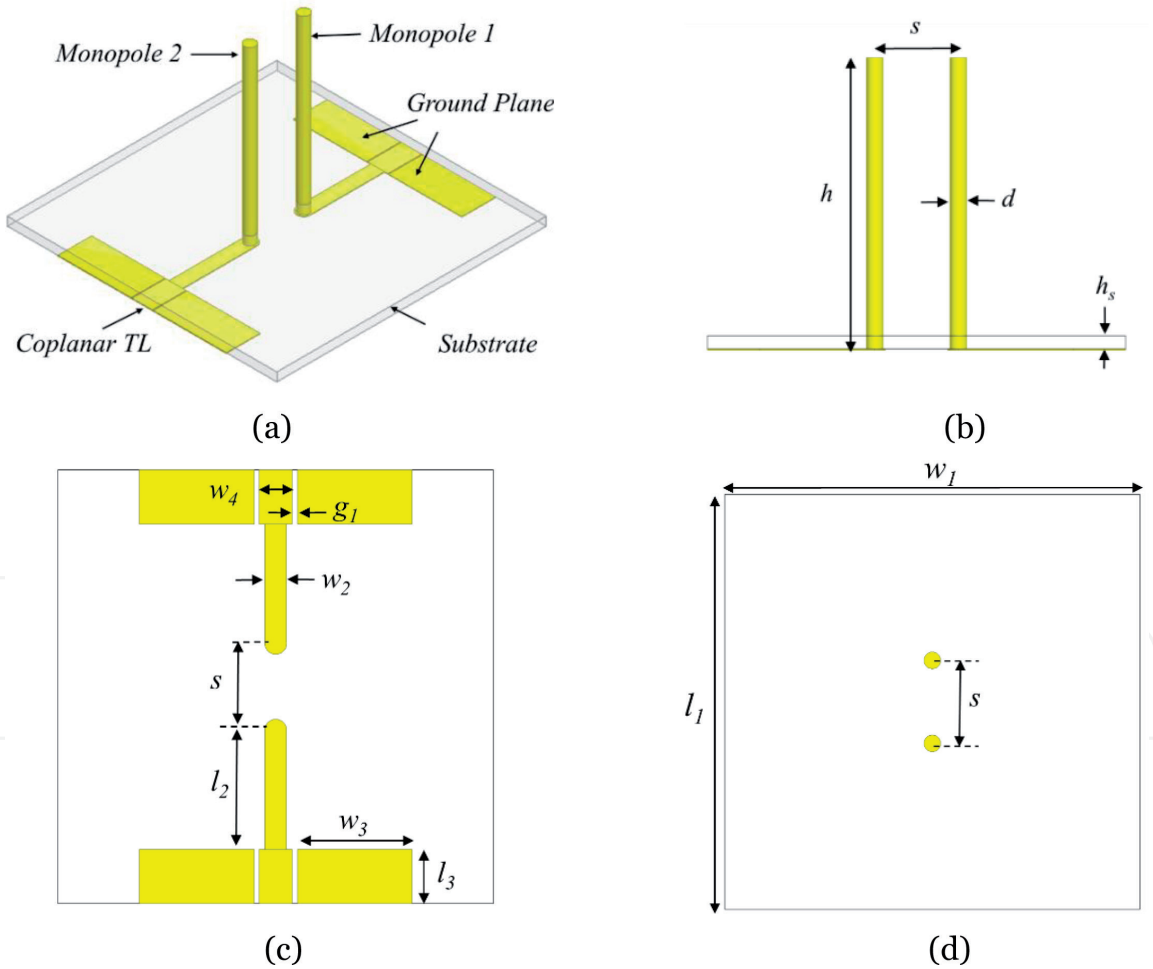 Monopole 2
Monopole 1
Ground Plane
Coplanar TL
Substrate
(a)
s
h
d
hₛ
(b)
w₄
g₁
w₂
s
l₂
w₃
l₃
(c)
w₁
l₁
s
(d)